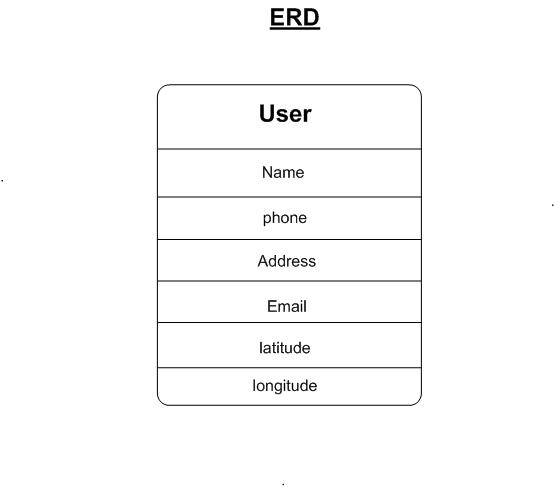 ERD
User
Name
phone
Address
Email
latitude
longitude